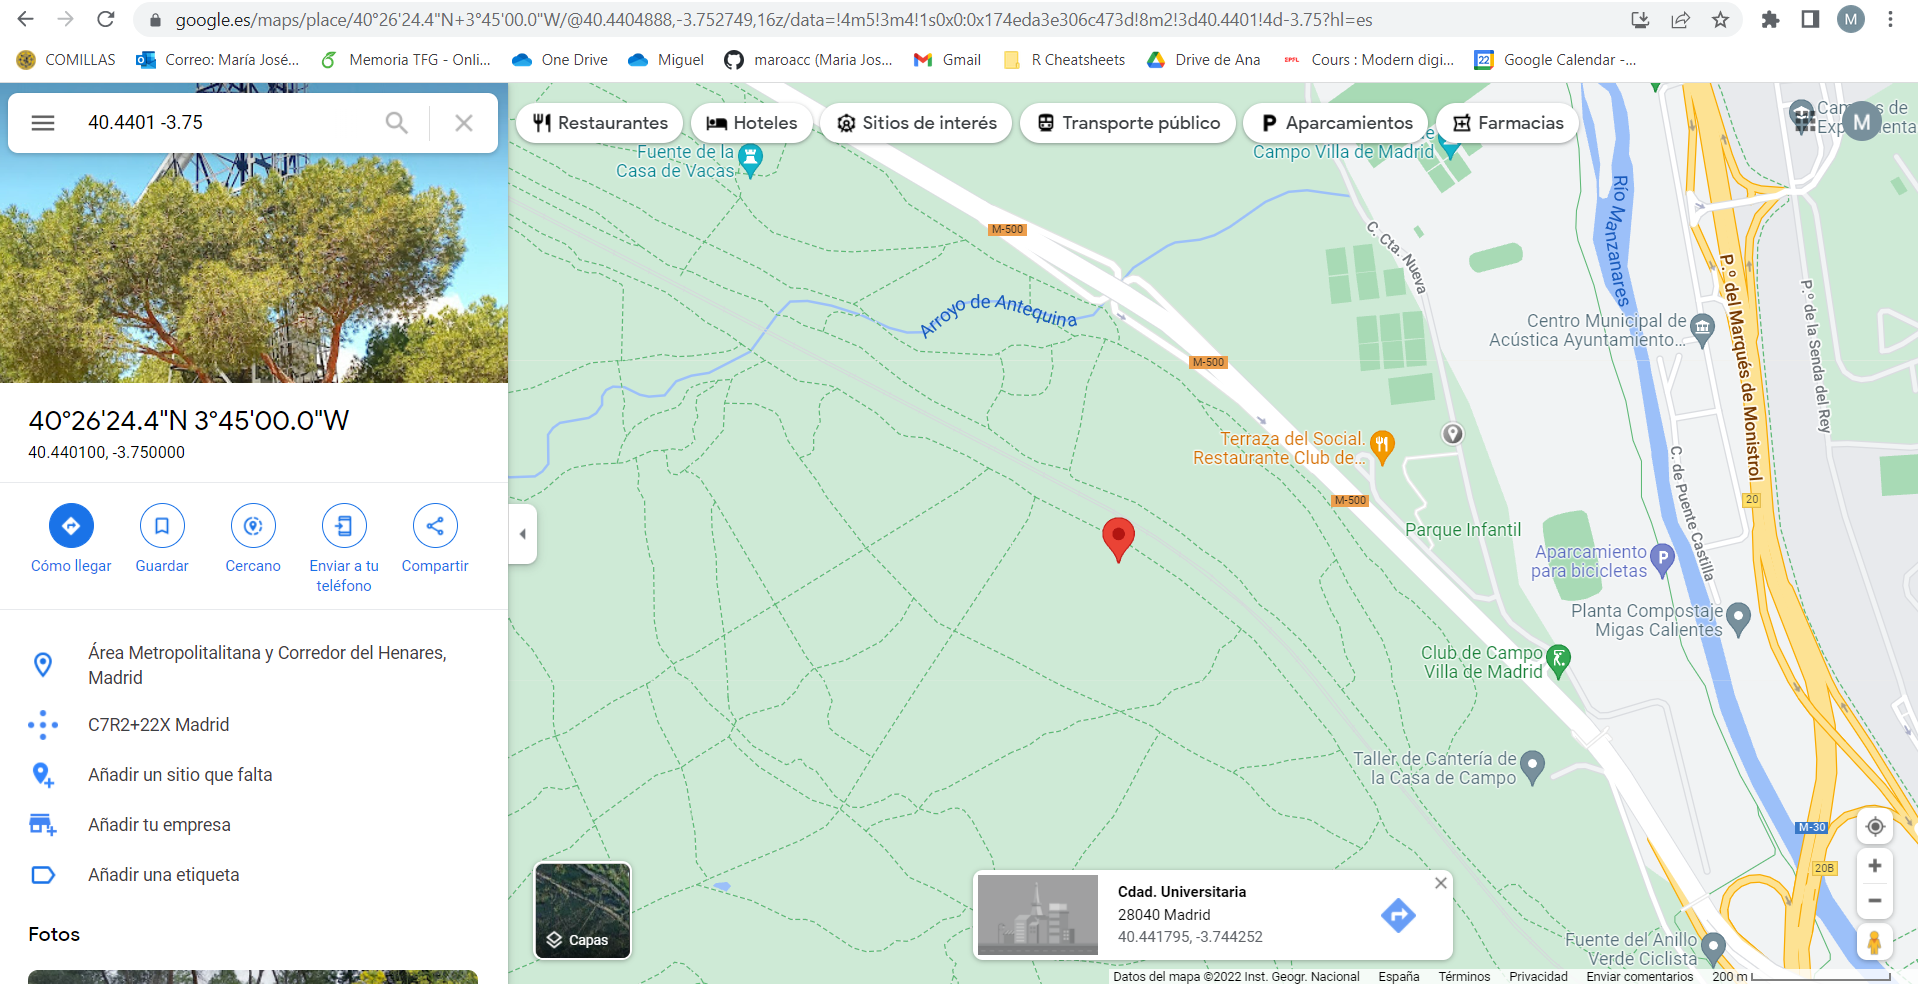 google.es/maps/place/40°26'24.4"N+3°45'00.0"W/@40.4404888,-3.752749,16z/data=!4m5!3m4!1s0x0:0x174eda3e306c473d!8m2!3d40.4401!4d-3.75?hl=es
M
COMILLAS
Correo: María José...
Memoria TFG - Onli...
One Drive
Miguel
maroacc (Maria Jos...
Gmail
R Cheatsheets
Drive de Ana
EPFL
Cours : Modern digi...
22
Google Calendar -...
40.4401 -3.75
Restaurantes
Hoteles
Sitios de interés
Transporte público
Aparcamientos
Farmacias
M
40°26'24.4"N 3°45'00.0"W
40.440100, -3.750000
Cómo llegar
Guardar
Cercano
Enviar a tu
teléfono
Compartir
Área Metropolitalitana y Corredor del Henares,
Madrid
C7R2+22X Madrid
Añadir un sitio que falta
Añadir tu empresa
Añadir una etiqueta
Fotos
Fuente de la
Casa de Vacas
Campo Villa de Madrid
M-500
Arroyo de Antequina
M-500
C. Cta. Nueva
Río Manzanares
P.º del Marqués de Monistrol
P.º de la Senda del Rey
Centro Municipal de
Acústica Ayuntamiento...
Terraza del Social.
Restaurante Club de...
M-500
20
C. de Puente Castilla
Parque Infantil
Aparcamiento
para bicicletas
P
Planta Compostaje
Migas Calientes
Club de Campo
Villa de Madrid
Taller de Cantería de
la Casa de Campo
M-30
20B
Capas
Cdad. Universitaria
28040 Madrid
40.441795, -3.744252
Fuente del Anillo
Verde Ciclista
Datos del mapa ©2022 Inst. Geogr. Nacional
España
Términos
Privacidad
Enviar comentarios
200 m